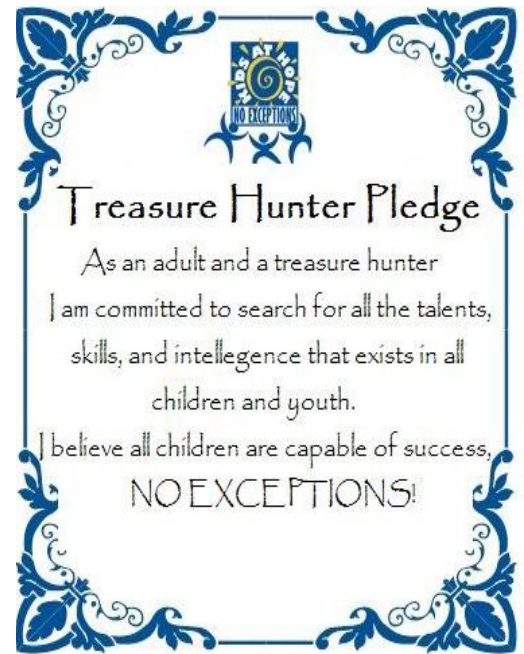 KIDS AT HOPE
NO EXCEPTIONS
Treasure Hunter Pledge
As an adult and a treasure hunter
I am committed to search for all the talents,
skills, and intellegence that exists in all
children and youth.
I believe all children are capable of success,
NO EXCEPTIONS!